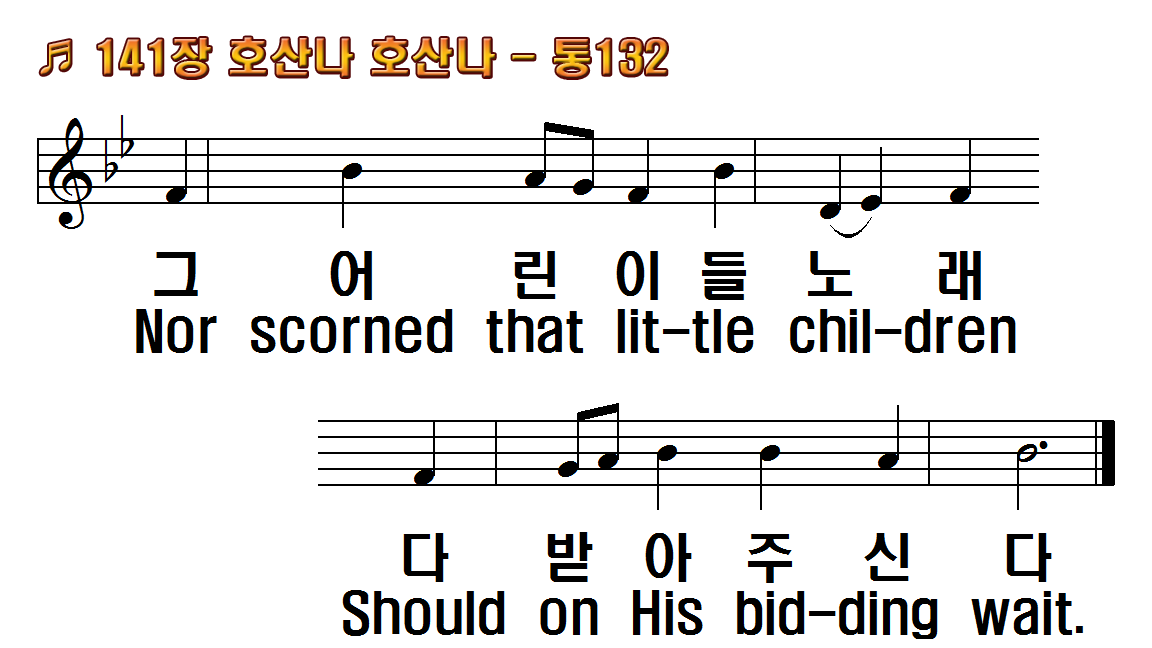 ♬ 141장 호산나 호산나 - 통132
그 어 린 이 들 노 래
Nor scorned that lit-tle chil-dren
다 받 아 주 신 다
Should on His bid-ding wait.